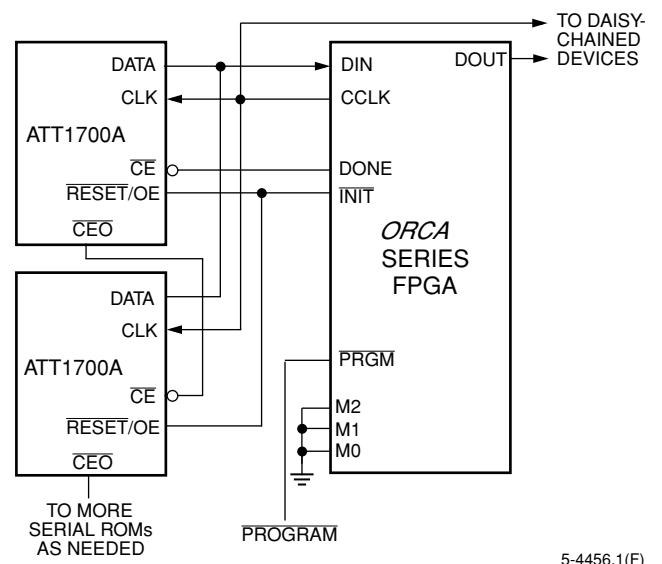 TO DAISY-
CHAINED
DEVICES
DATA
CLK
ATT1700A
CE
RESET/OE
CEO
DIN
DOUT
CCLK
DONE
INIT
ORCA
SERIES
FPGA
PRGM
M2
M1
M0
DATA
CLK
ATT1700A
CE
RESET/OE
CEO
TO MORE
SERIAL ROMs
AS NEEDED
PROGRAM
5-4456.1(F)